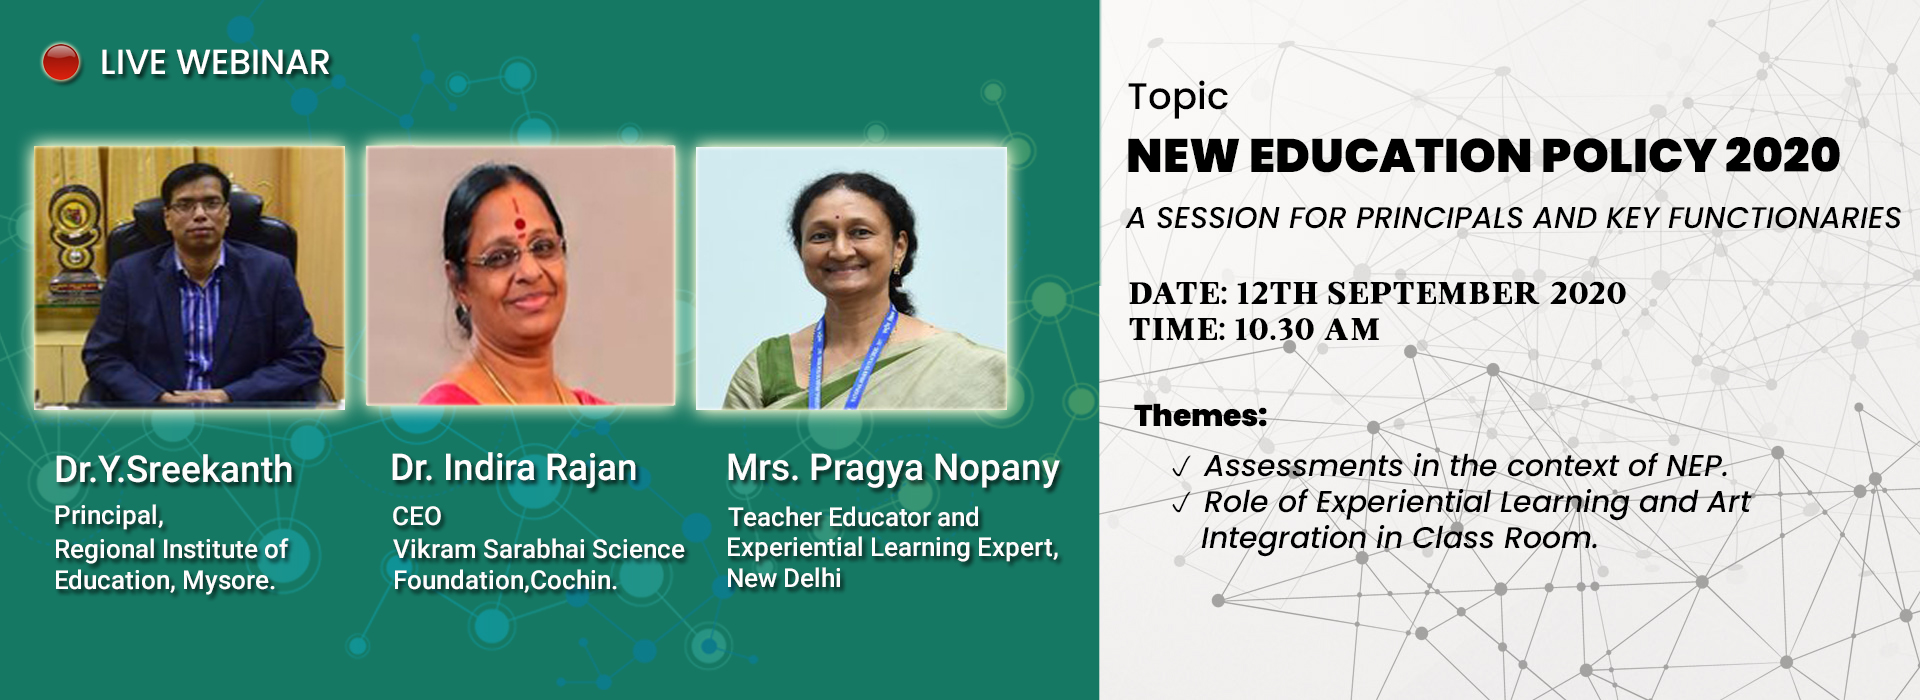 LIVE WEBINAR
Dr.Y.Sreekanth
Principal,
Regional Institute of
Education, Mysore.
Dr. Indira Rajan
CEO
Vikram Sarabhai Science
Foundation,Cochin.
Mrs. Pragya Nopany
Teacher Educator and
Experiential Learning Expert,
New Delhi
Topic
NEW EDUCATION POLICY 2020
A SESSION FOR PRINCIPALS AND KEY FUNCTIONARIES
DATE: 12TH SEPTEMBER 2020
TIME: 10.30 AM
Themes:
✓ Assessments in the context of NEP.
✓ Role of Experiential Learning and Art
Integration in Class Room.